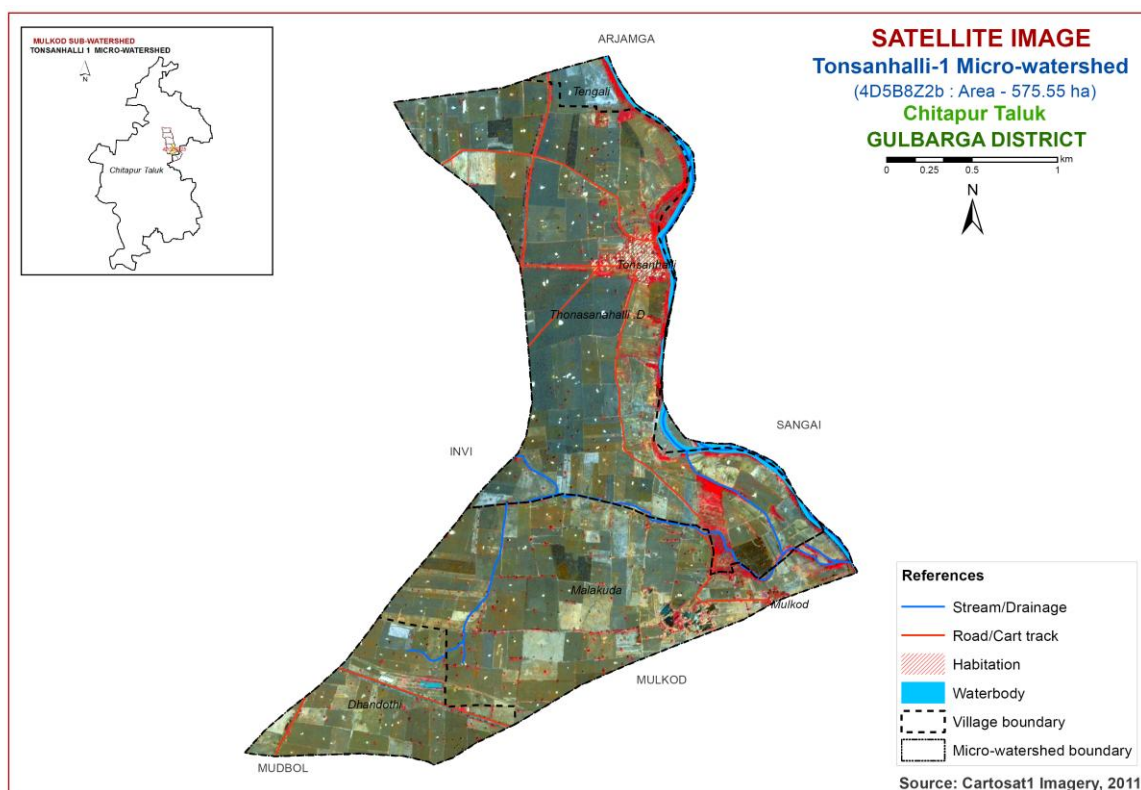 MULKOD SUB-WATERSHED
TONSANHALLI 1 MICRO-WATERSHED
N
Chitapur Taluk
SATELLITE IMAGE
Tonsanhalli-1 Micro-watershed
(4D5B8Z2b : Area - 575.55 ha)
Chitapur Taluk
GULBARGA DISTRICT
km
0 0.25 0.5 1
N
ARJAMGA
Tengali
Tonsanhalli
Thonasanahalli D
SANGAI
INVI
Malakuda
Mulkod
MULKOD
Dhandothi
MUDBOL
References
Stream/Drainage
Road/Cart track
Habitation
Waterbody
Village boundary
Micro-watershed boundary
Source: Cartosat1 Imagery, 2011